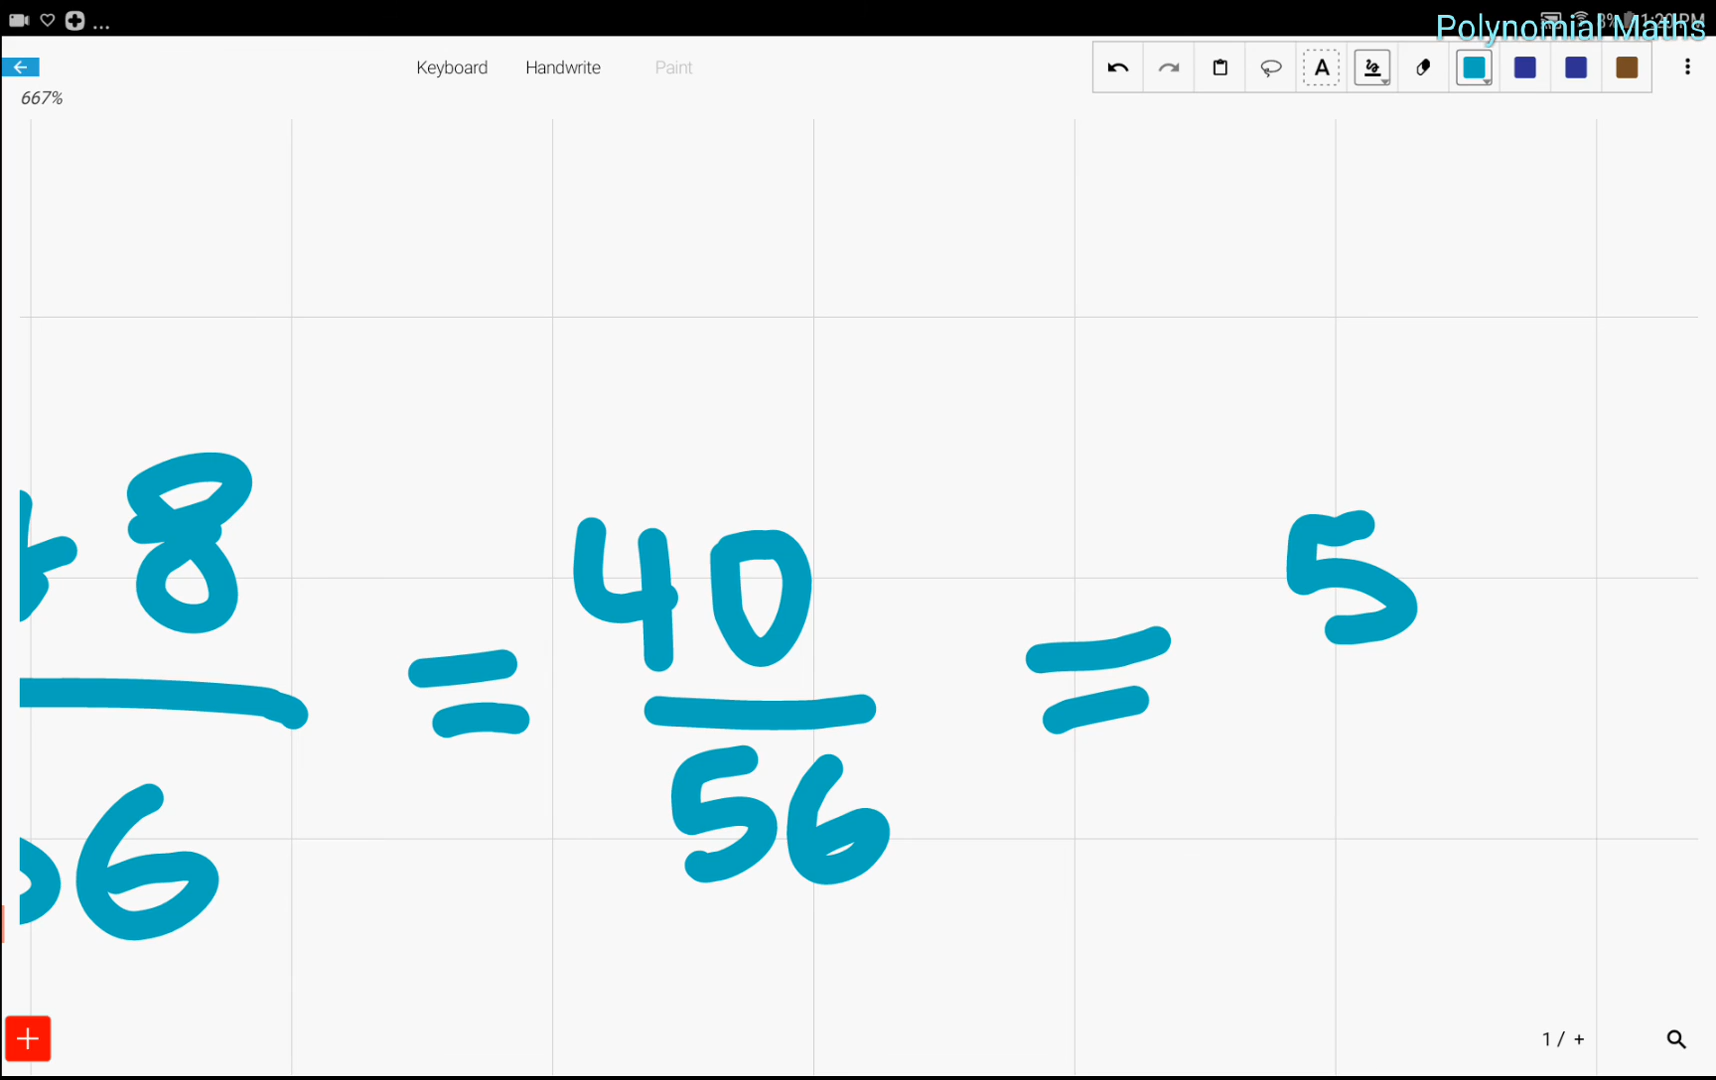 ...
Polynomial Maths
Keyboard Handwrite Paint
A
667%
8 = 40 = 5
6 56
1 / +